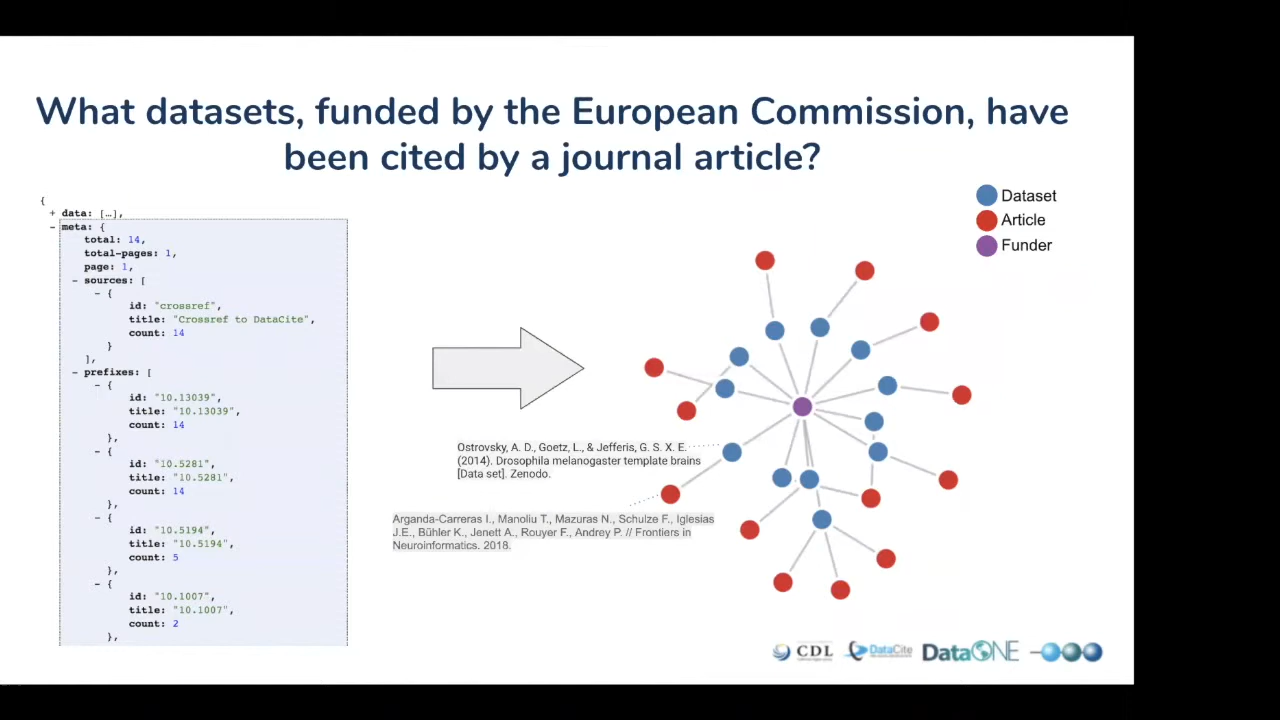 What datasets, funded by the European Commission, have
been cited by a journal article?
{
+ data: […],
- meta: {
total: 14,
total-pages: 1,
page: 1,
- sources: [
- {
id: "crossref",
title: "Crossref to DataCite",
count: 14
}
],
- prefixes: [
- {
id: "10.13039",
title: "10.13039",
count: 14
},
- {
id: "10.5281",
title: "10.5281",
count: 14
},
- {
id: "10.5194",
title: "10.5194",
count: 5
},
- {
id: "10.1007",
title: "10.1007",
count: 2
},
Dataset
Article
Funder
Ostrovsky, A. D., Goetz, L., & Jefferis, G. S. X. E.
(2014). Drosophila melanogaster template brains
[Data set]. Zenodo.
Arganda-Carreras I., Manoliu T., Mazuras N., Schulze F., Iglesias
J.E., Bühler K., Jenett A., Rouyer F., Andrey P. // Frontiers in
Neuroinformatics. 2018.
CDL
DataCite
DataONE